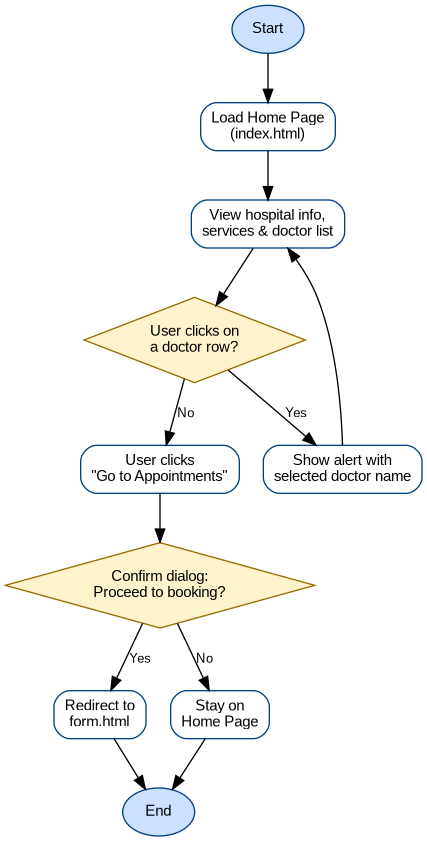 Start
Load Home Page
(index.html)
View hospital info,
services & doctor list
User clicks on
a doctor row?
No
Yes
User clicks
"Go to Appointments"
Show alert with
selected doctor name
Confirm dialog:
Proceed to booking?
Yes
No
Redirect to
form.html
Stay on
Home Page
End